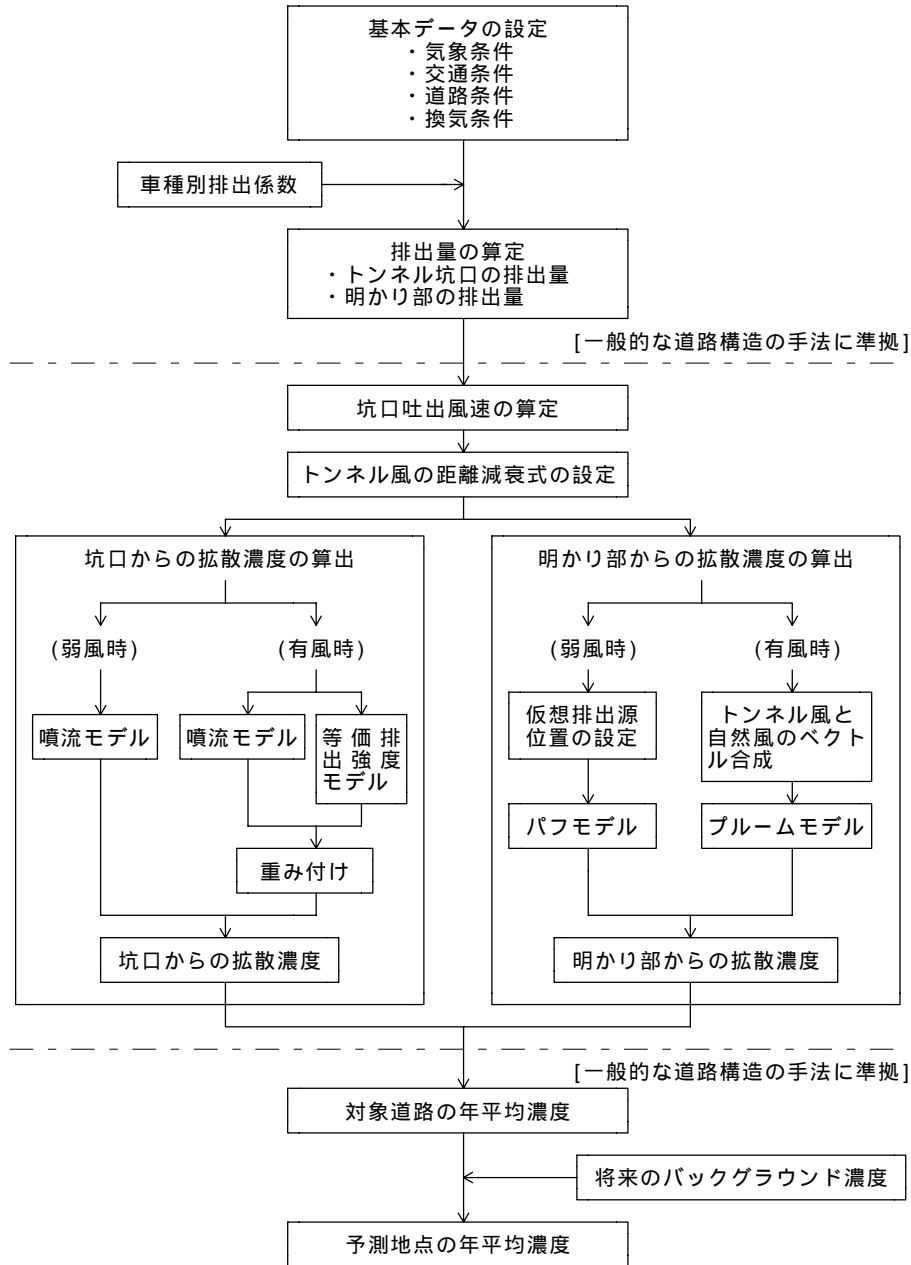 基本データの設定
・気象条件
・交通条件
・道路条件
・換気条件
車種別排出係数
排出量の算定
・トンネル坑口の排出量
・明かり部の排出量
[一般的な道路構造の手法に準拠]
坑口吐出風速の算定
トンネル風の距離減衰式の設定
坑口からの拡散濃度の算出
(弱風時)
(有風時)
噴流モデル
噴流モデル
等価排
出強度
モデル
重み付け
坑口からの拡散濃度
明かり部からの拡散濃度の算出
(弱風時)
(有風時)
仮想排出源
位置の設定
トンネル風と
自然風のベクト
ル合成
パフモデル
プルームモデル
明かり部からの拡散濃度
[一般的な道路構造の手法に準拠]
対象道路の年平均濃度
将来のバックグラウンド濃度
予測地点の年平均濃度